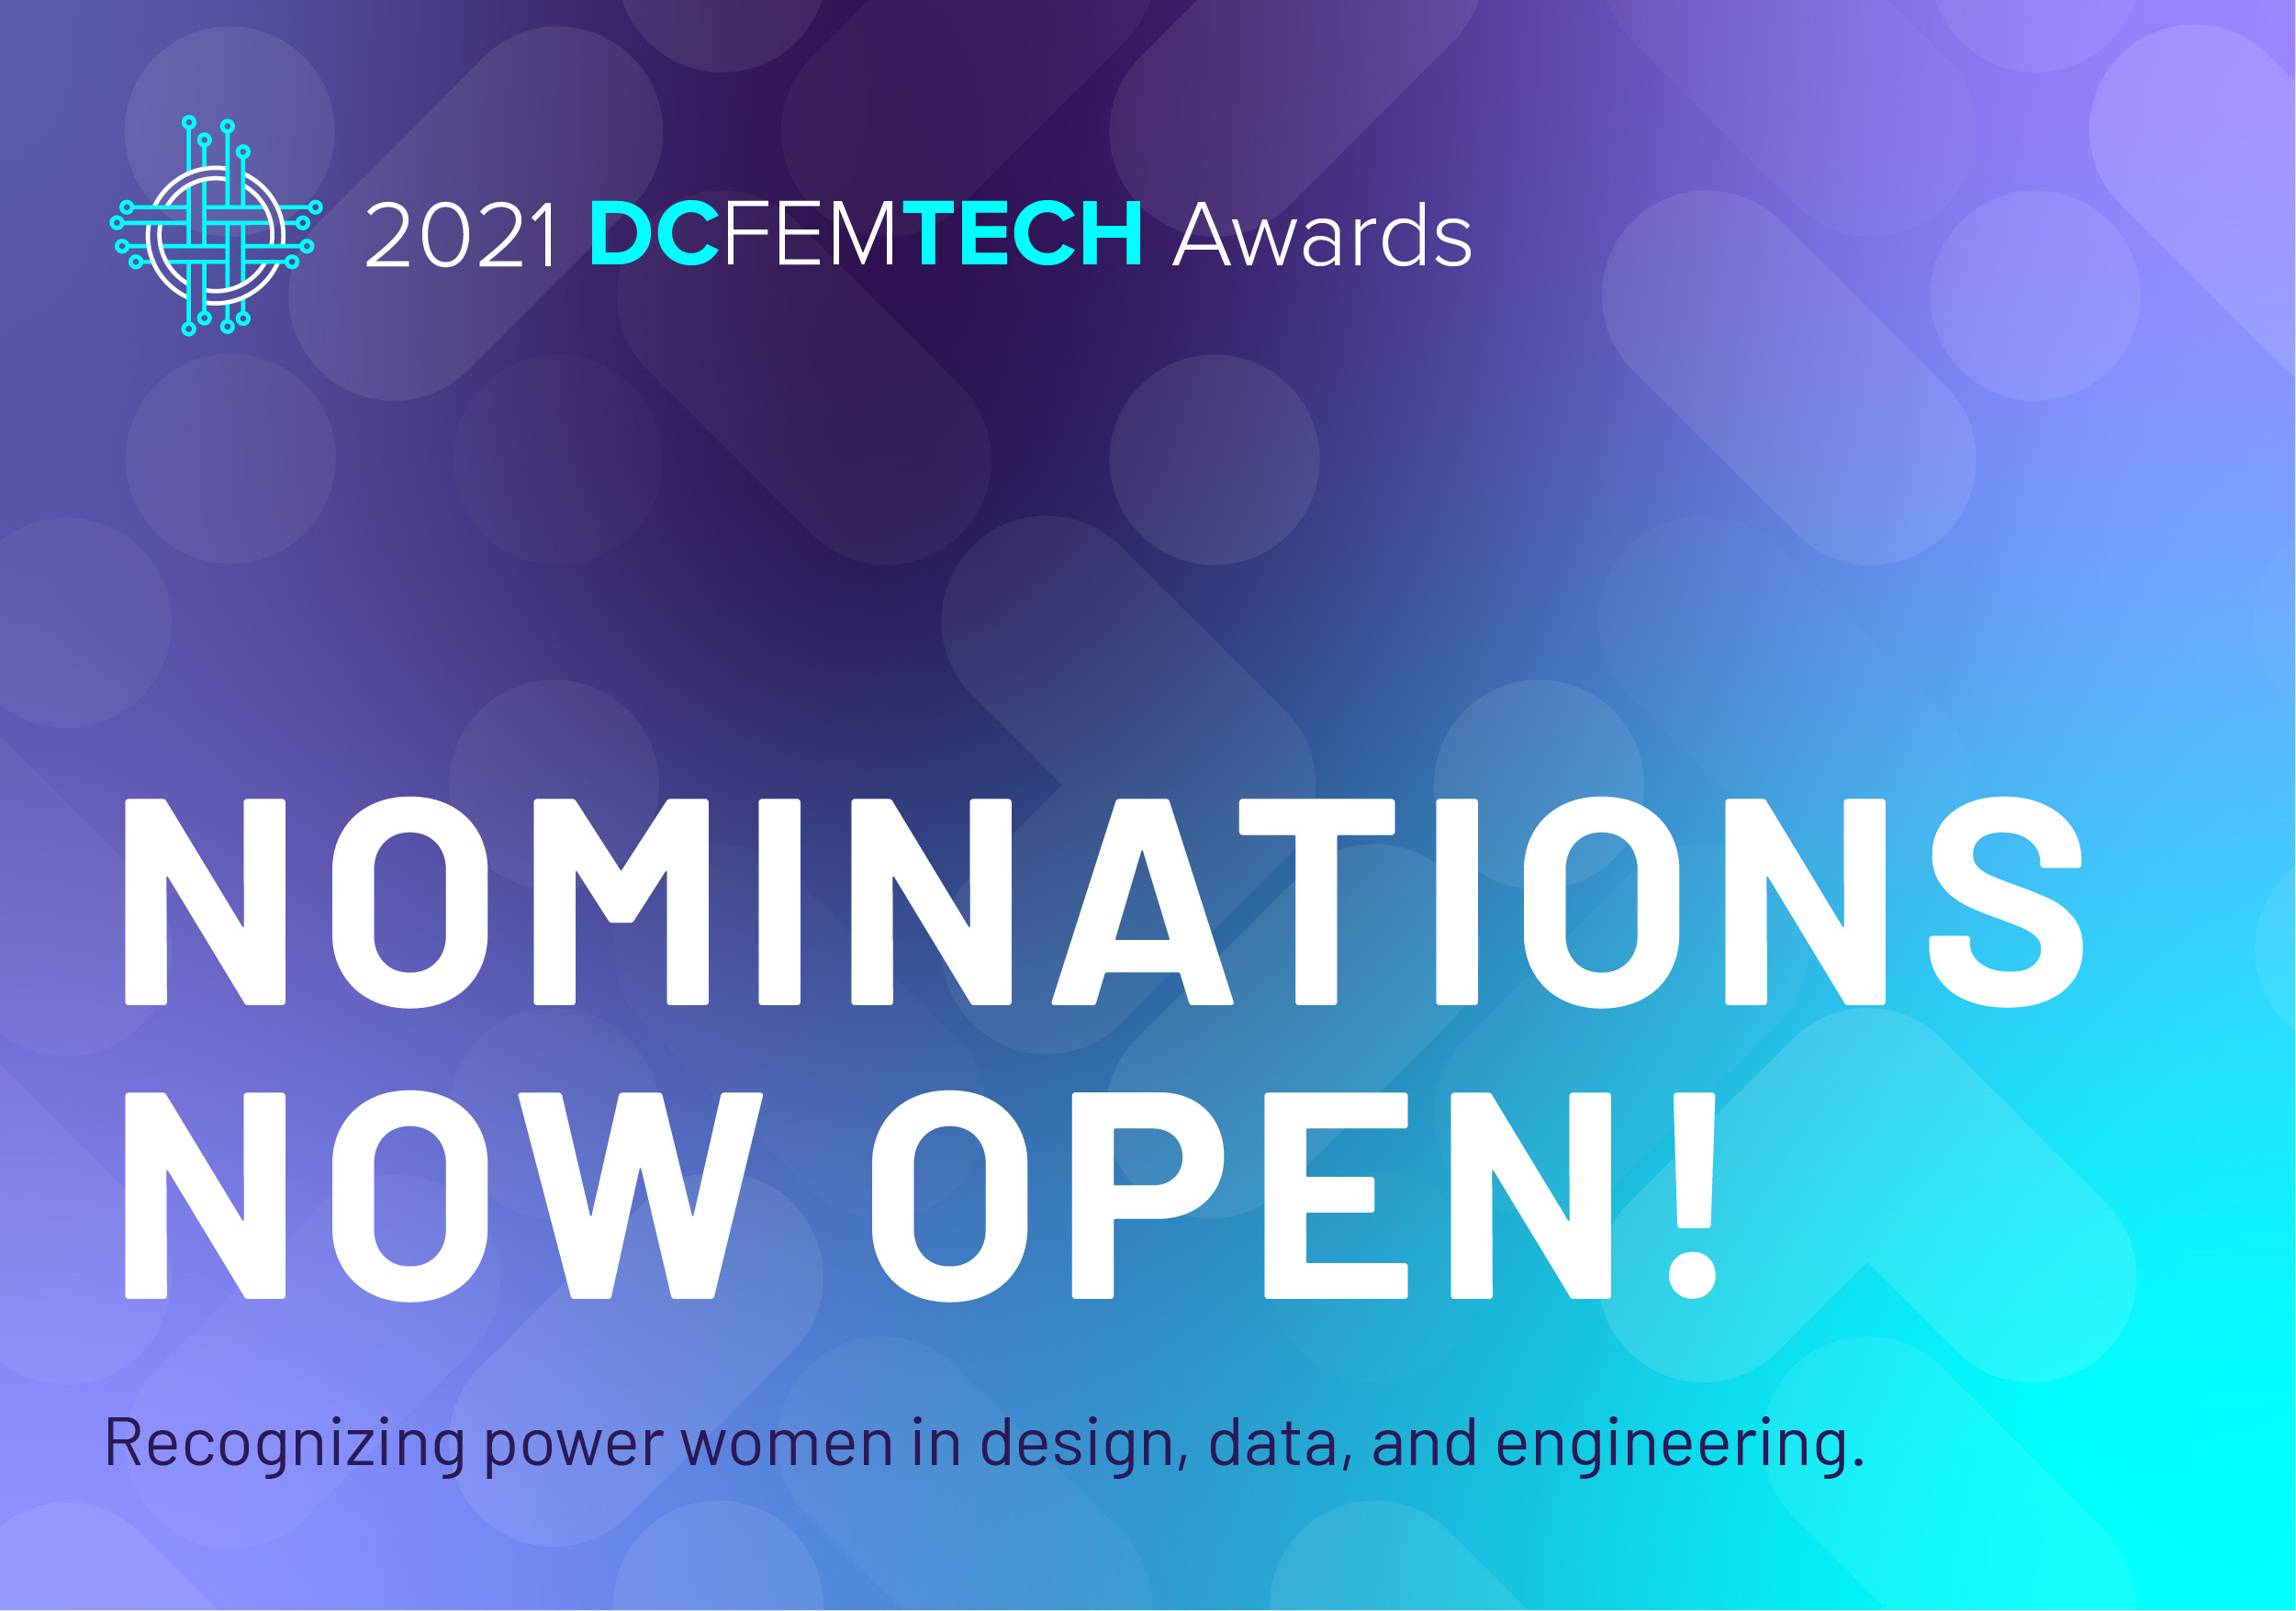 2021 DCFEMTECH Awards
NOMINATIONS
NOW OPEN!
Recognizing power women in design, data, and engineering.